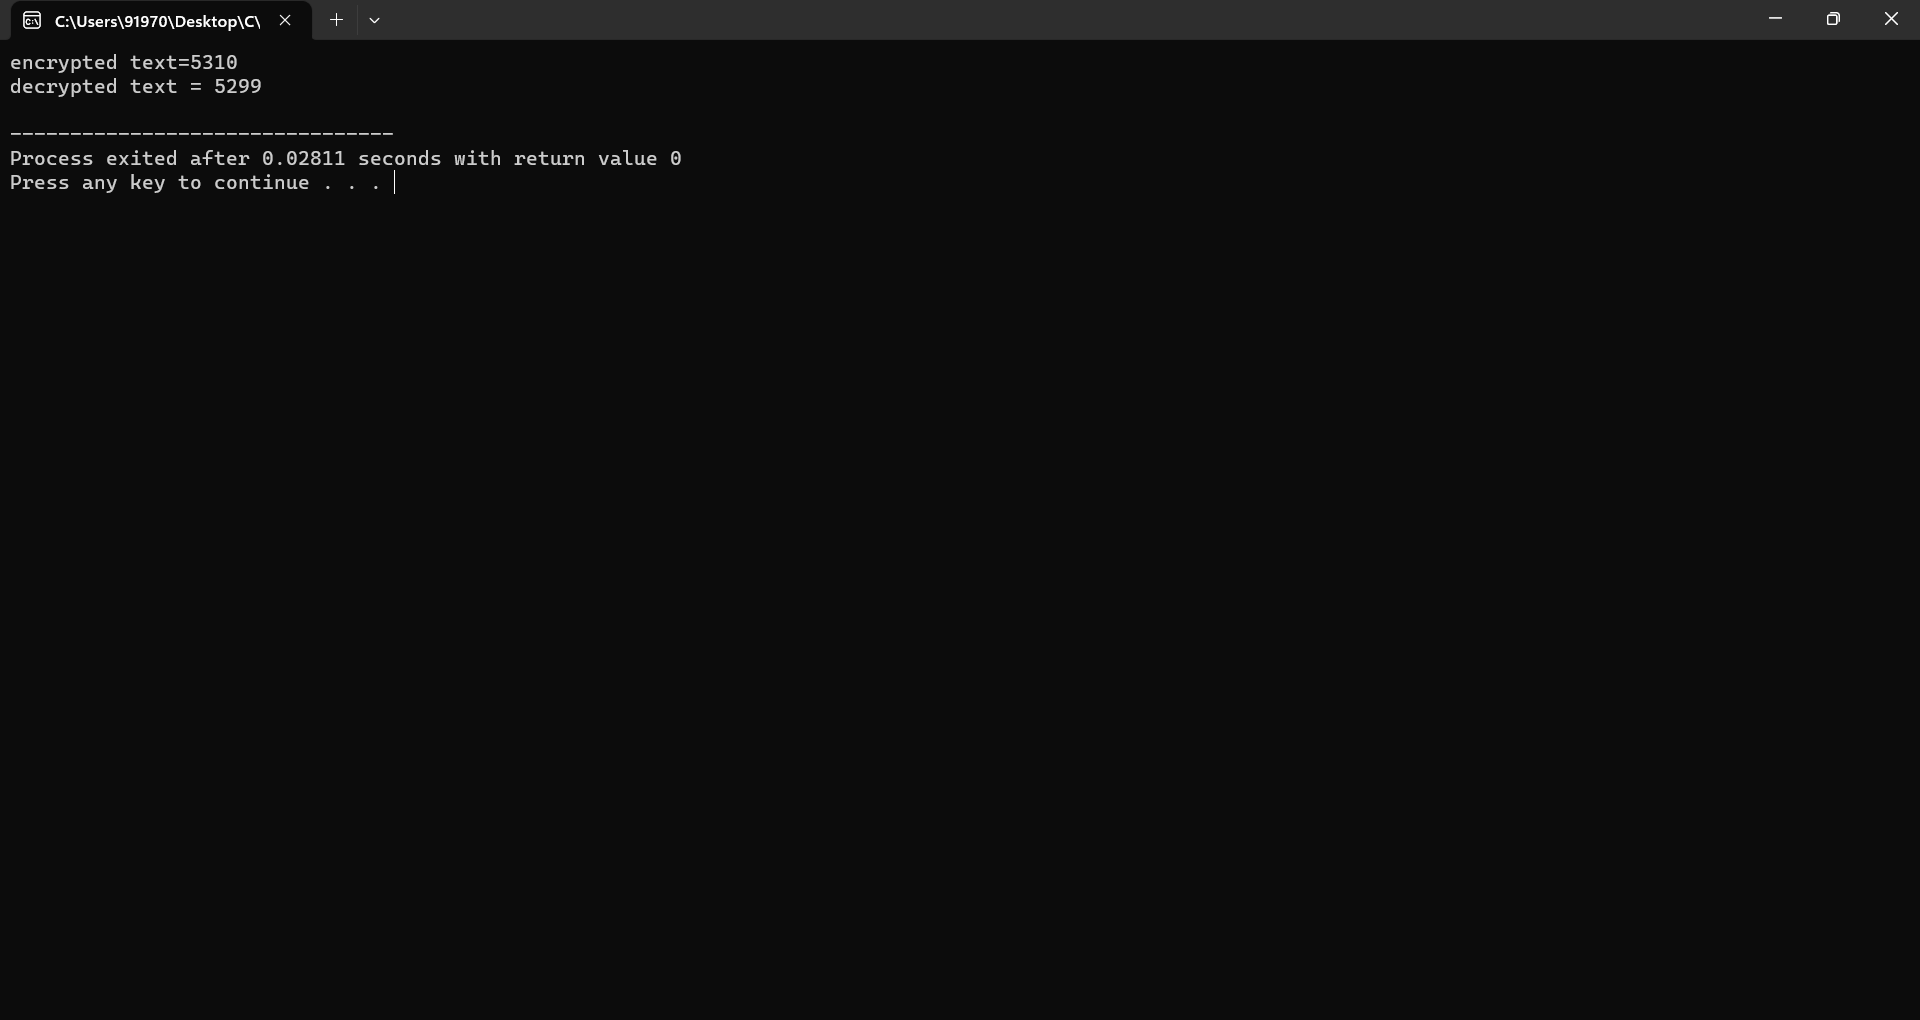 C:\Users\91970\Desktop\C\
encrypted text=5310
decrypted text = 5299
--------------------------------
Process exited after 0.02811 seconds with return value 0
Press any key to continue . . .